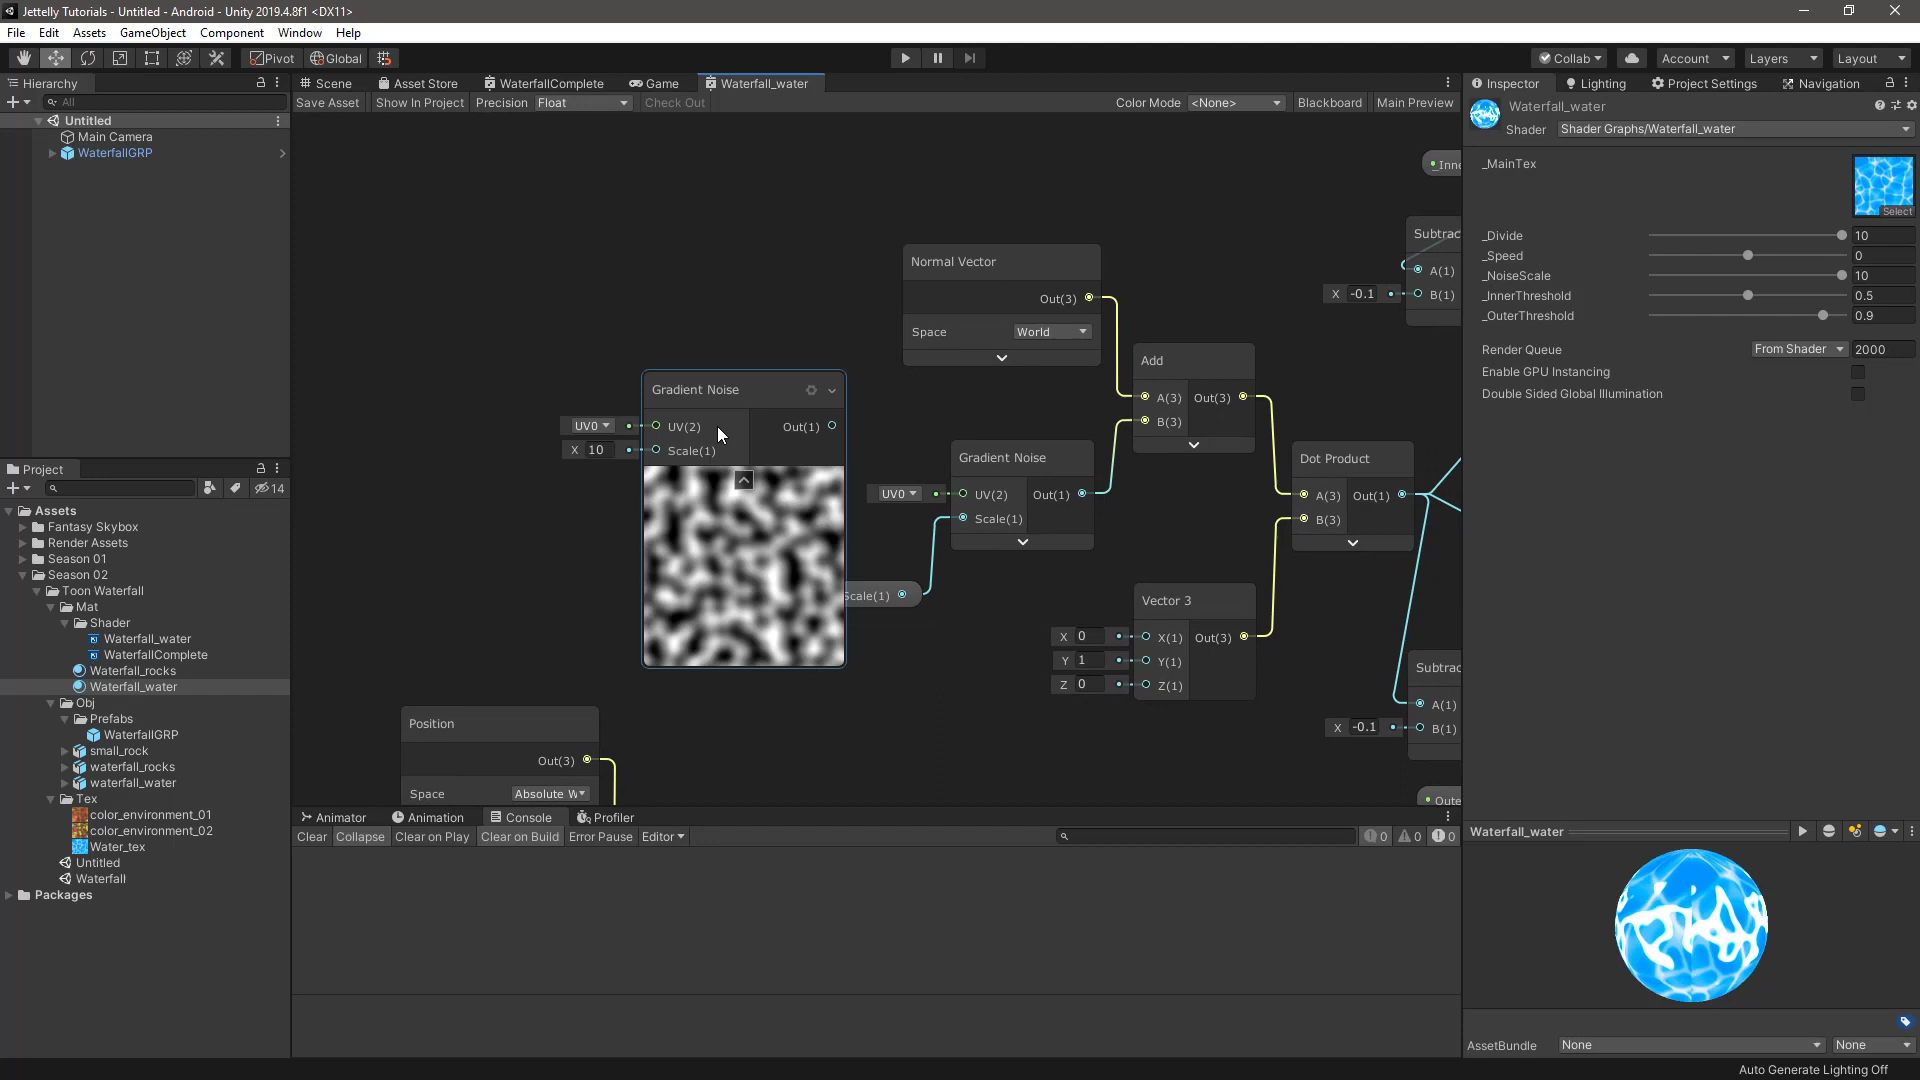 Jettelly Tutorials - Untitled - Android - Unity 2019.4.8f1 <DX11>
File Edit Assets GameObject Component Window Help
Pivot Global Collab Account Layers Layout
Hierarchy
All
Untitled
Main Camera
WaterfallGRP
Scene Asset Store WaterfallComplete Game Waterfall_water
Save Asset Show In Project Precision Float Check Out Color Mode <None> Blackboard Main Preview
Normal Vector
Out(3)
Space World
Gradient Noise
UV0 UV(2) Out(1)
X 10 Scale(1)
Scale(1)
Gradient Noise
UV0 UV(2) Out(1)
Scale(1)
Add
A(3) Out(3)
B(3)
Dot Product
A(3) Out(1)
B(3)
Vector 3
X 0 X(1) Out(3)
Y 1 Y(1)
Z 0 Z(1)
_Inne
Subtrac
A(1)
X -0.1 B(1)
Subtrac
A(1)
X -0.1 B(1)
Oute
Position
Out(3)
Space Absolute W
Project
14
Assets
Fantasy Skybox
Render Assets
Season 01
Season 02
Toon Waterfall
Mat
Shader
Waterfall_water
WaterfallComplete
Waterfall_rocks
Waterfall_water
Obj
Prefabs
WaterfallGRP
small_rock
waterfall_rocks
waterfall_water
Tex
color_environment_01
color_environment_02
Water_tex
Untitled
Waterfall
Packages
Animator Animation Console Profiler
Clear Collapse Clear on Play Clear on Build Error Pause Editor 0 0 0
Inspector Lighting Project Settings Navigation
Waterfall_water
Shader Shader Graphs/Waterfall_water
_MainTex
Select
_Divide 10
_Speed 0
_NoiseScale 10
_InnerThreshold 0.5
_OuterThreshold 0.9
Render Queue From Shader 2000
Enable GPU Instancing
Double Sided Global Illumination
Waterfall_water
AssetBundle None None
Auto Generate Lighting Off